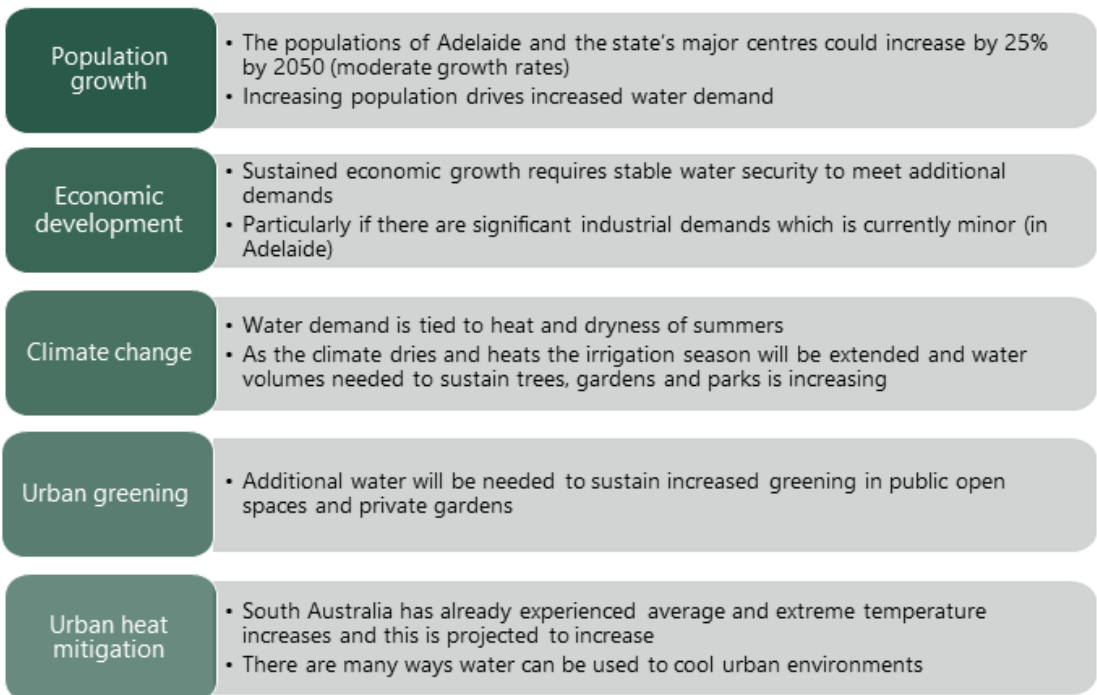 Population
growth
• The populations of Adelaide and the state's major centres could increase by 25%
by 2050 (moderate growth rates)
• Increasing population drives increased water demand
Economic
development
• Sustained economic growth requires stable water security to meet additional
demands
• Particularly if there are significant industrial demands which is currently minor (in
Adelaide)
Climate change
• Water demand is tied to heat and dryness of summers
• As the climate dries and heats the irrigation season will be extended and water
volumes needed to sustain trees, gardens and parks is increasing
Urban greening
• Additional water will be needed to sustain increased greening in public open
spaces and private gardens
Urban heat
mitigation
• South Australia has already experienced average and extreme temperature
increases and this is projected to increase
• There are many ways water can be used to cool urban environments